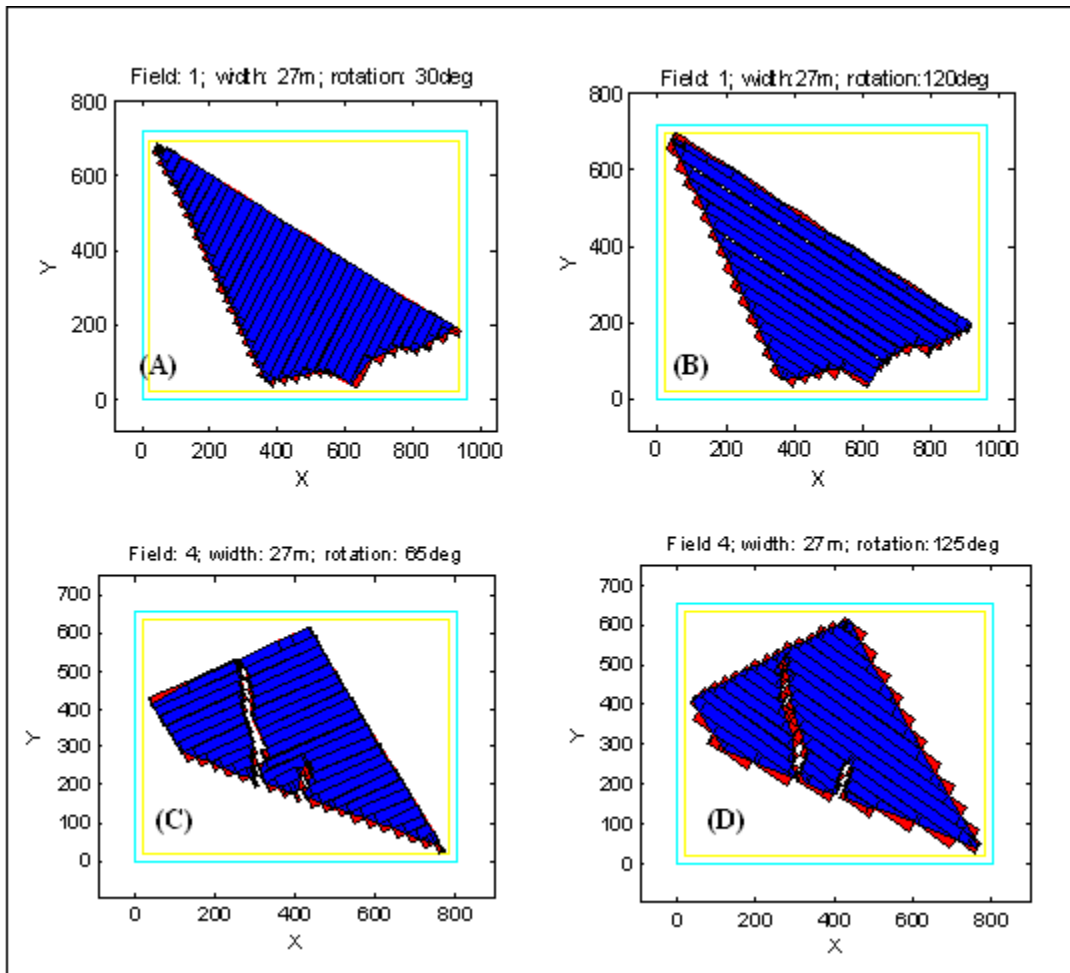 Field: 1; width: 27m; rotation: 30deg
800
600
400
200
0
Y
(A)
0 200 400 600 800 1000
X
Field: 1; width:27m; rotation:120deg
800
600
400
200
0
Y
(B)
0 200 400 600 800 1000
X
Field: 4; width: 27m; rotation: 65deg
700
600
500
400
300
200
100
0
Y
(C)
0 200 400 600 800
X
Field 4; width: 27m; rotation:125deg
700
600
500
400
300
200
100
0
Y
(D)
0 200 400 600 800
X